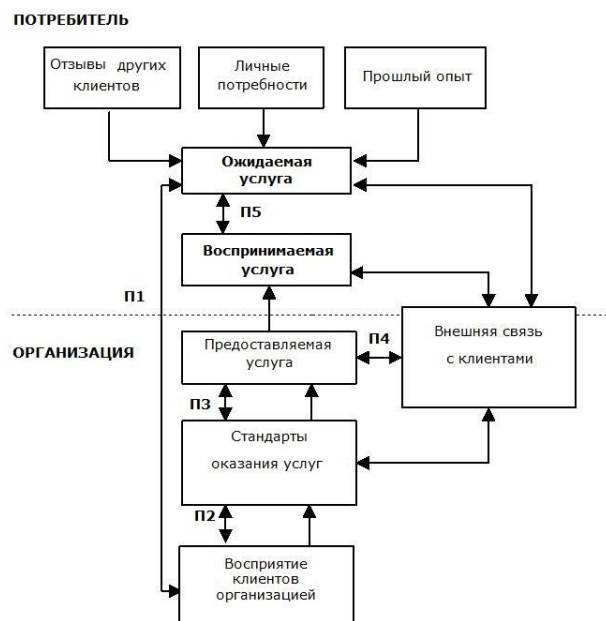 ПОТРЕБИТЕЛЬ
Отзывы других
клиентов
Личные
потребности
Прошлый опыт
Ожидаемая
услуга
П5
Воспринимаемая
услуга
П1
ОРГАНИЗАЦИЯ
Предоставляемая
услуга
П4
Внешняя связь
с клиентами
П3
Стандарты
оказания услуг
П2
Восприятие
клиентов
организацией